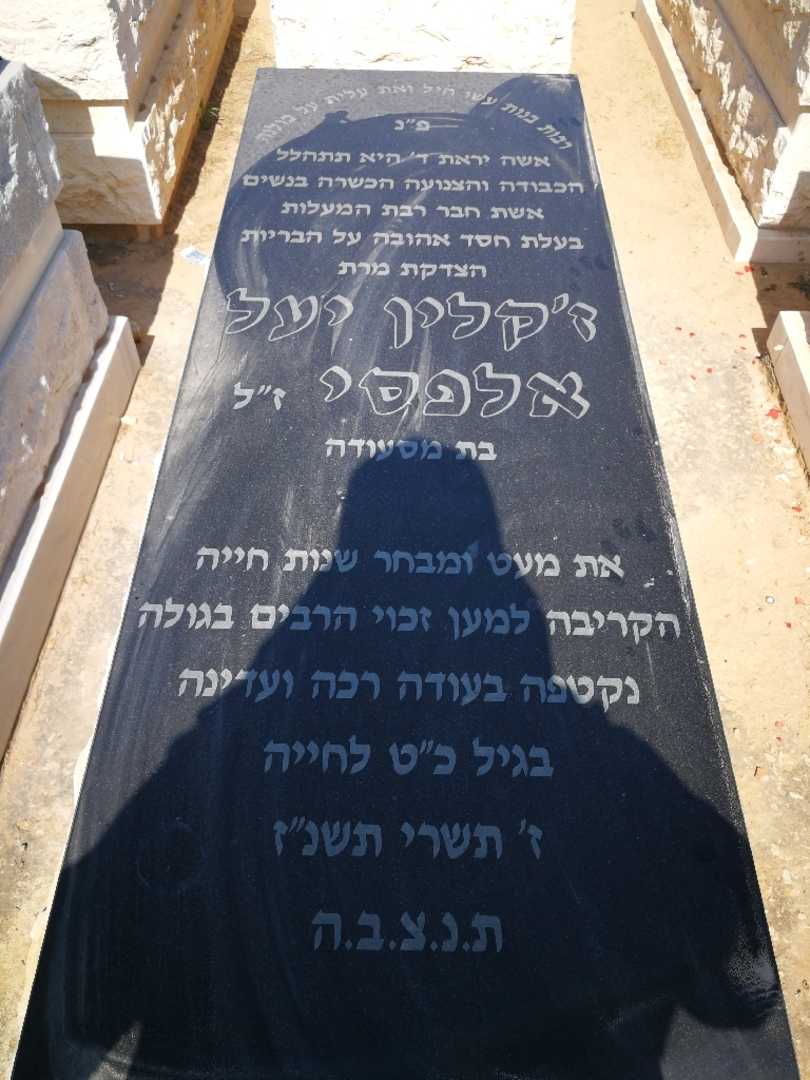 רבות בנות עשו חיל ואת עלית על כולנה
פ"נ
אשה יראת ד' היא תתהלל
הכבודה והצנועה הכשרה בנשים
אשת חבר רבת המעלות
בעלת חסד אהובה על הבריות
הצדקת מרת
ז'קלין יעל
אלפסי ז"ל
בת מסעודה
את מעט ומבחר שנות חייה
הקריבה למען זכוי הרבים בגולה
נקטפה בעודה רכה ועדינה
בגיל כ"ט לחייה
ז' תשרי תשנ"ז
ת.נ.צ.ב.ה